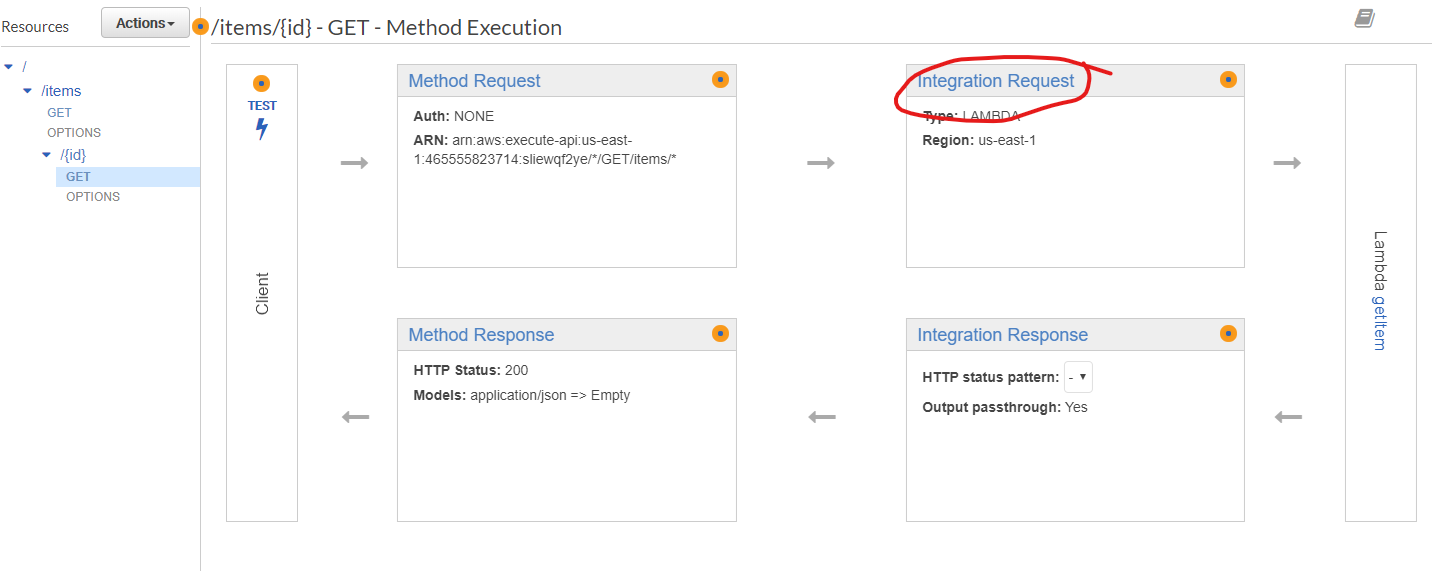 Resources
Actions
/items/{id} - GET - Method Execution
/
/items
GET
OPTIONS
/{id}
GET
OPTIONS
TEST
Client
Method Request
Auth: NONE
ARN: arn:aws:execute-api:us-east-
1:465555823714:sliewqf2ye/*/GET/items/*
Integration Request
Type: LAMBDA
Region: us-east-1
Lambda getItem
Method Response
HTTP Status: 200
Models: application/json => Empty
Integration Response
HTTP status pattern: -
Output passthrough: Yes